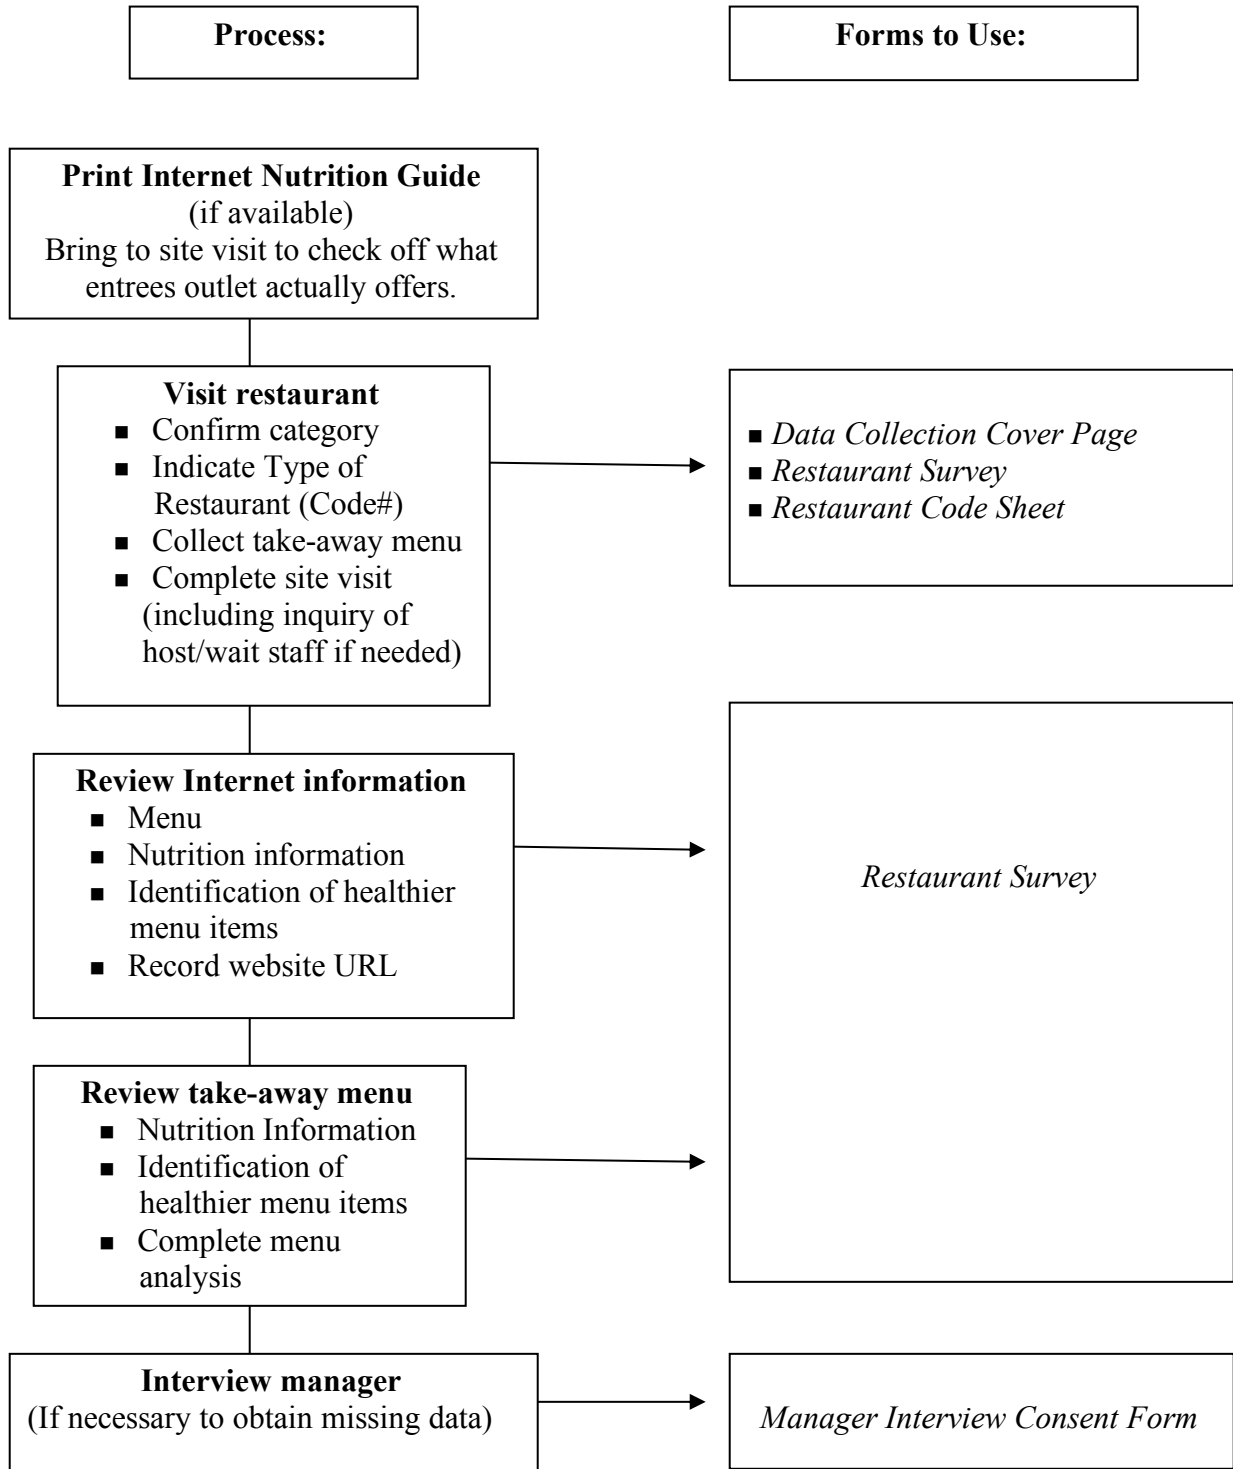 Process:
Forms to Use:
Print Internet Nutrition Guide
(if available)
Bring to site visit to check off what
entrees outlet actually offers.
Visit restaurant
■ Confirm category
■ Indicate Type of
Restaurant (Code#)
■ Collect take-away menu
■ Complete site visit
(including inquiry of
host/wait staff if needed)
■ Data Collection Cover Page
■ Restaurant Survey
■ Restaurant Code Sheet
Review Internet information
■ Menu
■ Nutrition information
■ Identification of healthier
menu items
■ Record website URL
Restaurant Survey
Review take-away menu
■ Nutrition Information
■ Identification of
healthier menu items
■ Complete menu
analysis
Interview manager
(If necessary to obtain missing data)
Manager Interview Consent Form